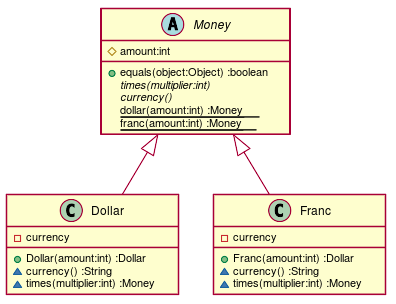 A Money
amount:int
equals(object:Object) :boolean
times(multiplier:int)
currency()
dollar(amount:int) :Money
franc(amount:int) :Money
C Dollar
currency
Dollar(amount:int) :Dollar
currency() :String
times(multiplier:int) :Money
C Franc
currency
Franc(amount:int) :Dollar
currency() :String
times(multiplier:int) :Money